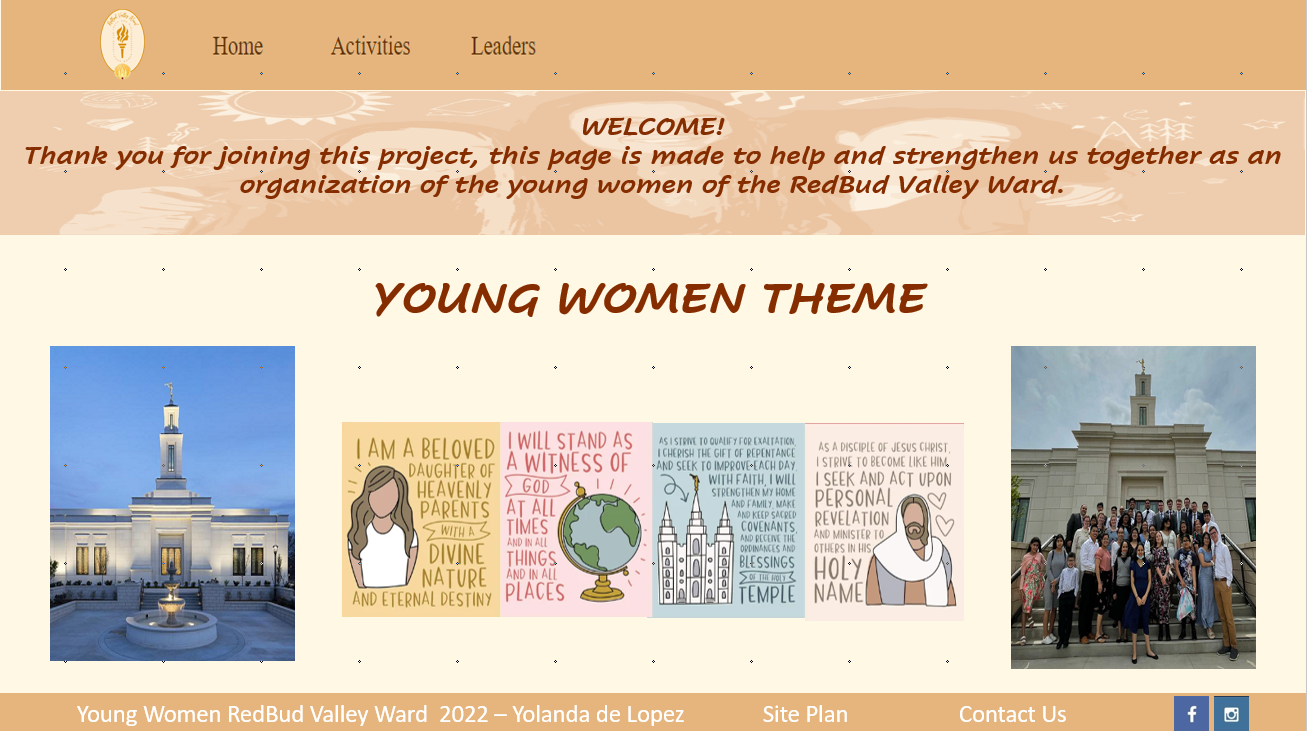 RedBud Valley Ward
Home
Activities
Leaders
WELCOME!
Thank you for joining this project, this page is made to help and strengthen us together as an
organization of the young women of the RedBud Valley Ward.
YOUNG WOMEN THEME
I AM A BELOVED
DAUGHTER OF
HEAVENLY
PARENTS
WITH A
DIVINE
NATURE
AND ETERNAL DESTINY
I WILL STAND AS
A WITNESS OF
GOD
AT ALL
TIMES
AND IN ALL
THINGS
AND IN ALL
PLACES
AS I STRIVE TO QUALIFY FOR EXALTATION,
I CHERISH THE GIFT OF REPENTANCE
AND SEEK TO IMPROVE EACH DAY.
WITH FAITH, I WILL
STRENGTHEN MY HOME
AND FAMILY, MAKE
AND KEEP SACRED
COVENANTS,
AND RECEIVE THE
ORDINANCES AND
BLESSINGS
OF THE HOLY
TEMPLE
AS A DISCIPLE OF JESUS CHRIST,
I STRIVE TO BECOME LIKE HIM.
I SEEK AND ACT UPON
PERSONAL
REVELATION
AND MINISTER TO
OTHERS IN HIS
HOLY
NAME
Young Women RedBud Valley Ward 2022 – Yolanda de Lopez
Site Plan
Contact Us